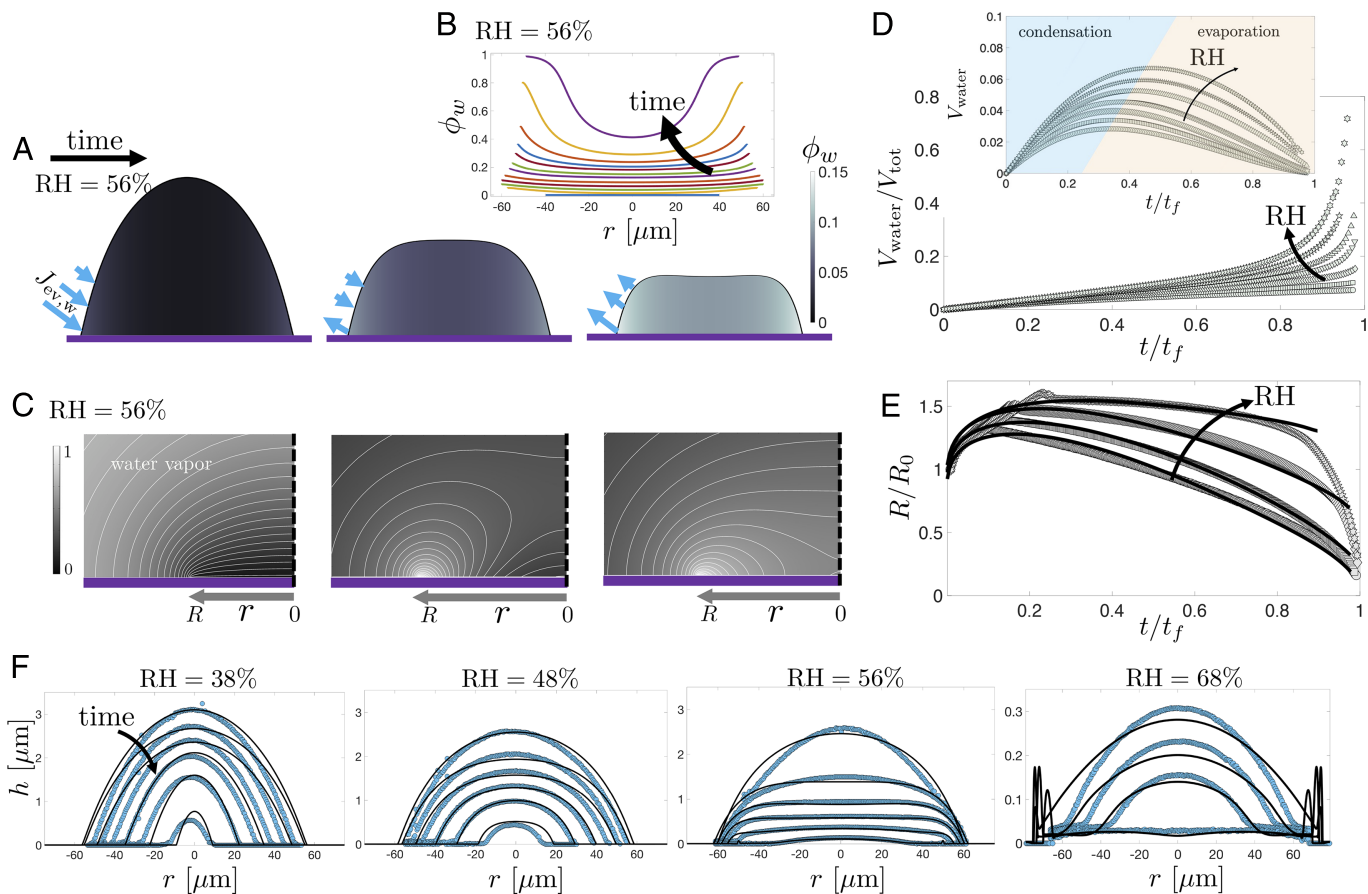 A
time
RH = 56%
J_ev,w
B
RH = 56%
ϕ_w
1
0.8
0.6
0.4
0.2
0
time
-60 -40 -20 0 20 40 60
r [μm]
ϕ_w
0.15
0.1
0.05
0
C
RH = 56%
1
0
water vapor
R r 0
R r 0
R r 0
D
V_water/V_tot
0.8
0.6
0.4
0.2
0
0 0.2 0.4 0.6 0.8 1
t/t_f
RH
V_water
0.1
0.08
0.06
0.04
0.02
0
condensation
evaporation
RH
0 0.2 0.4 0.6 0.8 1
t/t_f
E
R/R_0
1.5
1
0.5
0
RH
0.2 0.4 0.6 0.8 1
t/t_f
F
RH = 38%
h [μm]
3
2
1
0
time
-60 -40 -20 0 20 40 60
r [μm]
RH = 48%
3
2
1
0
-60 -40 -20 0 20 40 60
r [μm]
RH = 56%
3
2
1
0
-60 -40 -20 0 20 40 60
r [μm]
RH = 68%
0.3
0.2
0.1
0
-60 -40 -20 0 20 40 60
r [μm]